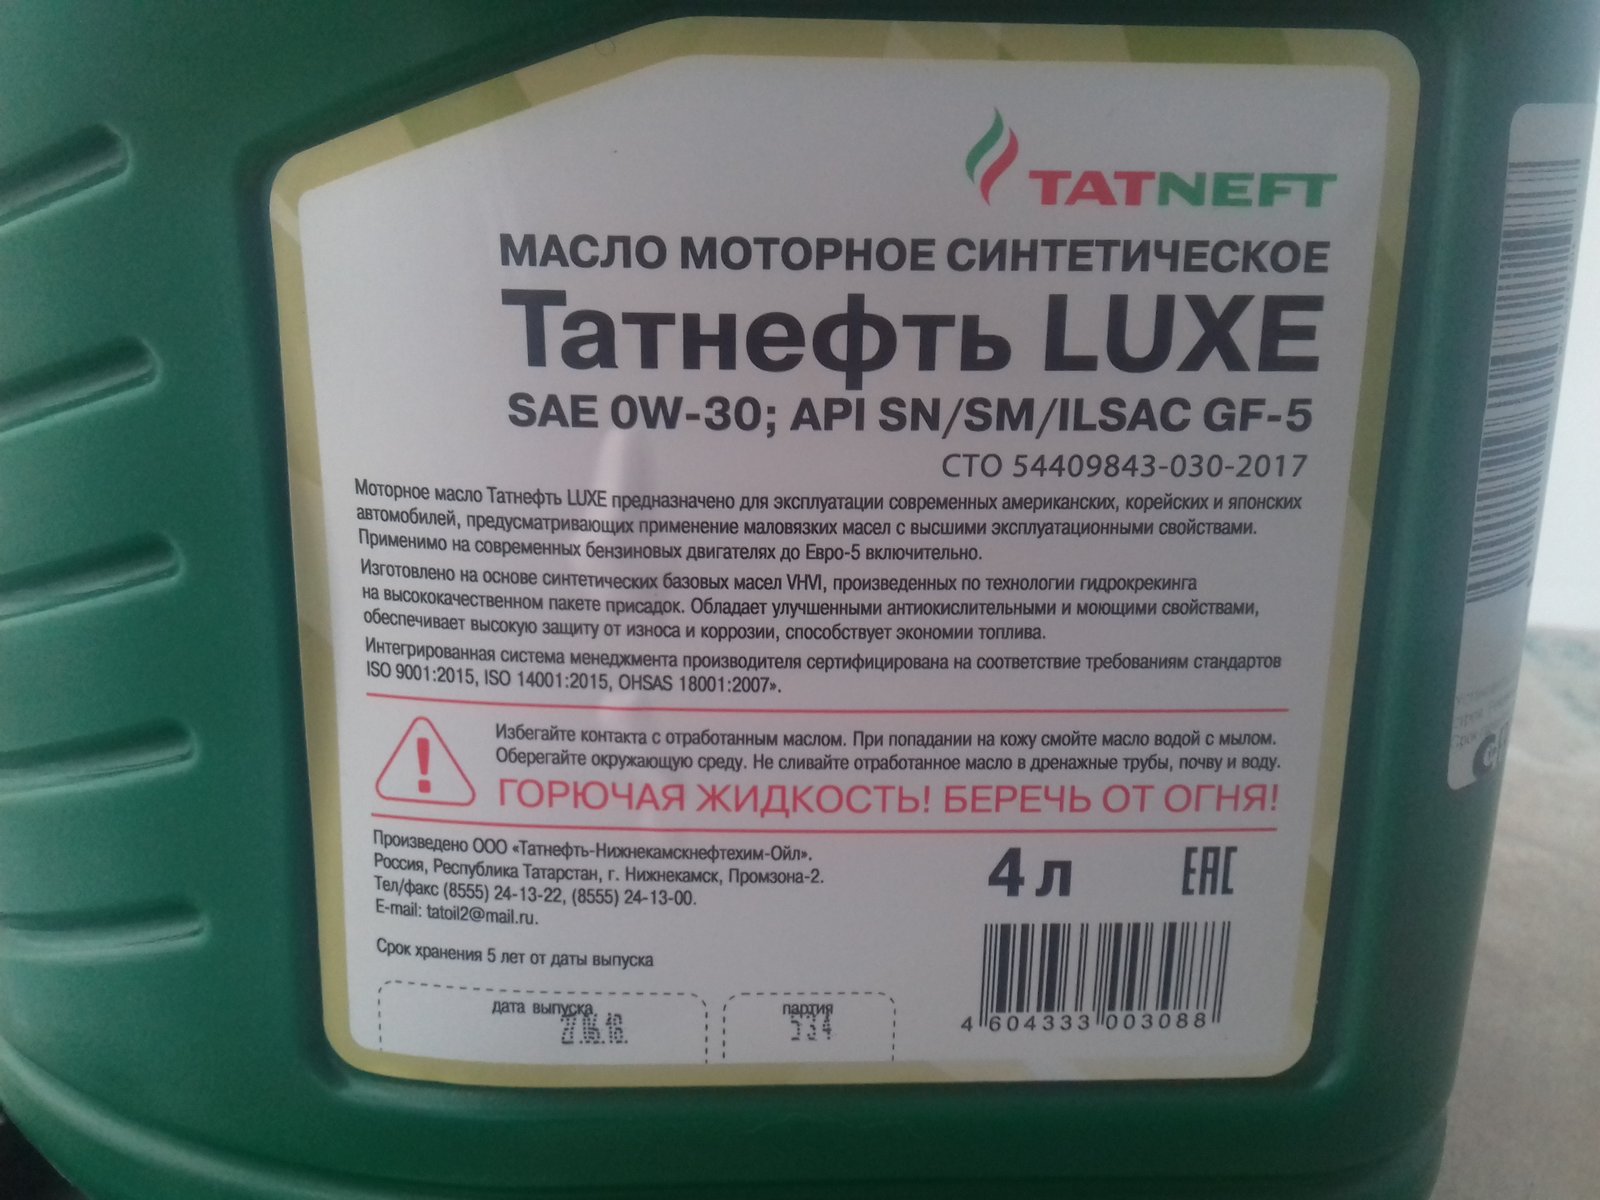 TATNEFT
МАСЛО МОТОРНОЕ СИНТЕТИЧЕСКОЕ
Татнефть LUXE
SAE 0W-30; API SN/SM/ILSAC GF-5
СТО 54409843-030-2017
Моторное масло Татнефть LUXE предназначено для эксплуатации современных американских, корейских и японских
автомобилей, предусматривающих применение маловязких масел с высшими эксплуатационными свойствами.
Применимо на современных бензиновых двигателях до Евро-5 включительно.
Изготовлено на основе синтетических базовых масел VHVI, произведенных по технологии гидрокрекинга
на высококачественном пакете присадок. Обладает улучшенными антиокислительными и моющими свойствами,
обеспечивает высокую защиту от износа и коррозии, способствует экономии топлива.
Интегрированная система менеджмента производителя сертифицирована на соответствие требованиям стандартов
ISO 9001:2015, ISO 14001:2015, OHSAS 18001:2007».
Избегайте контакта с отработанным маслом. При попадании на кожу смойте масло водой с мылом.
Оберегайте окружающую среду. Не сливайте отработанное масло в дренажные трубы, почву и воду.
ГОРЮЧАЯ ЖИДКОСТЬ! БЕРЕЧЬ ОТ ОГНЯ!
Произведено ООО «Татнефть-Нижнекамскнефтехим-Ойл».
Россия, Республика Татарстан, г. Нижнекамск, Промзона-2.
Тел/факс (8555) 24-13-22, (8555) 24-13-00.
E-mail: tatoil2@mail.ru.
4 л
EAC
Срок хранения 5 лет от даты выпуска
дата выпуска
партия
534
4 604333 003088